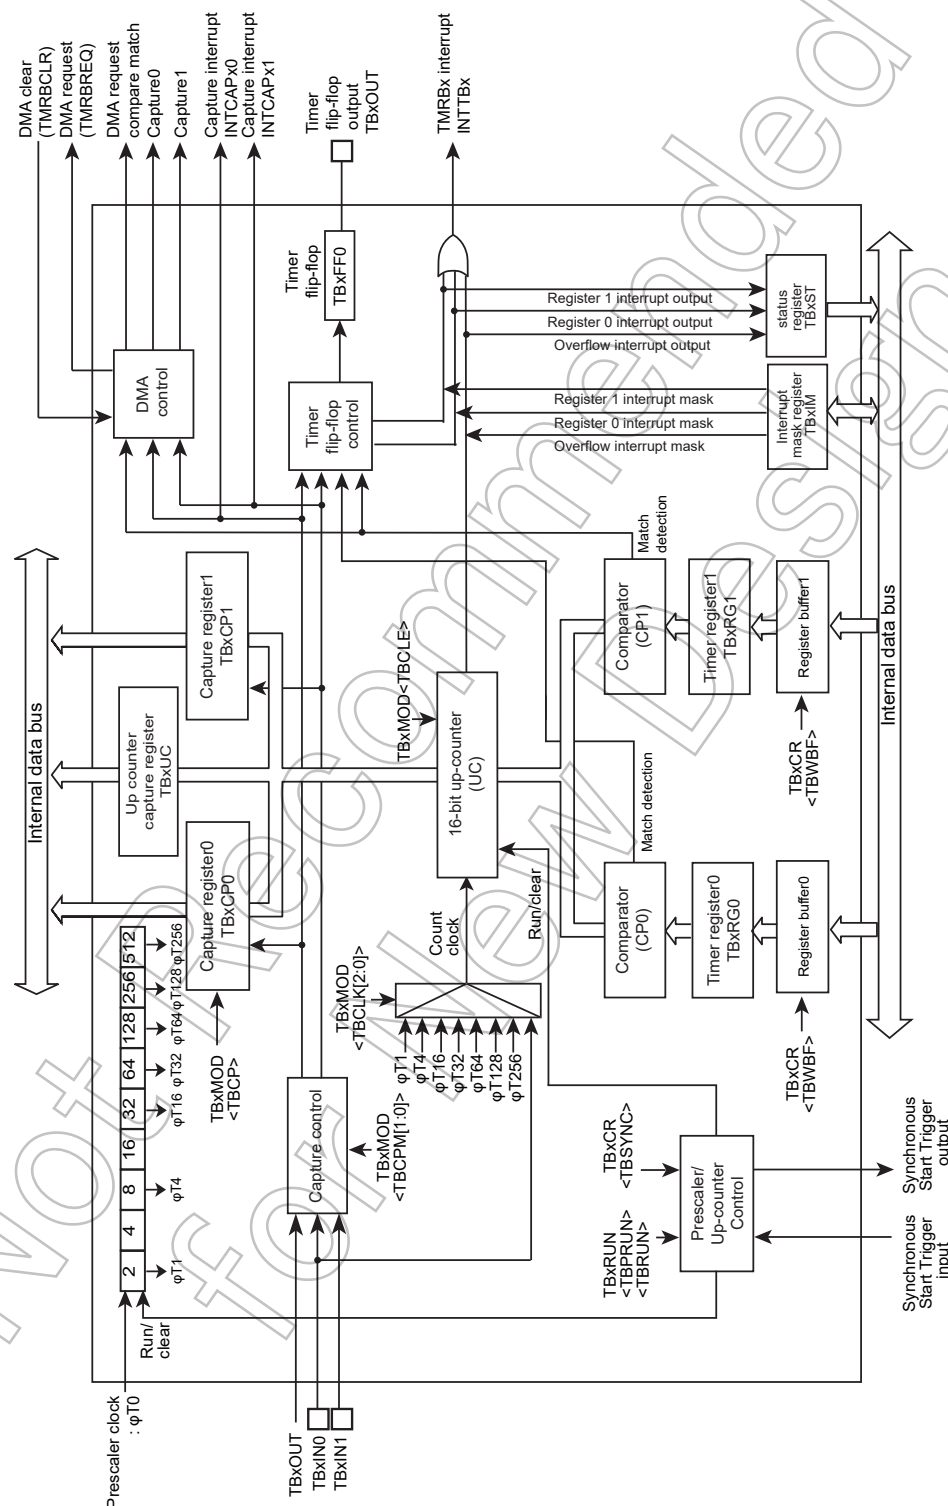 DMA clear
(TMRBCLR)
DMA request
(TMRBREQ)
DMA request
compare match
Capture0
Capture1
Capture interrupt
INTCAPx0
Capture interrupt
INTCAPx1
Timer
flip-flop
output
TBxOUT
TMRBx interrupt
INTTBx
DMA
control
Timer
flip-flop
TBxFF0
Timer
flip-flop
control
Register 1 interrupt output
Register 0 interrupt output
Overflow interrupt output
status
register
TBxST
Register 1 interrupt mask
Register 0 interrupt mask
Overflow interrupt mask
Interrupt
mask register
TBxIM
Internal data bus
Capture register1
TBxCP1
Up counter
capture register
TBxUC
Capture register0
TBxCP0
TBxMOD
<TBCP>
TBxMOD<TBCLE>
16-bit up-counter
(UC)
Count
clock
Run/clear
Match
detection
Comparator
(CP1)
Timer register1
TBxRG1
Register buffer1
TBxCR
<TBWBF>
Match detection
Comparator
(CP0)
Timer register0
TBxRG0
Register buffer0
TBxCR
<TBWBF>
Internal data bus
2
4
8
16
32
64
128
256
512
φT1
φT4
φT16
φT32
φT64
φT128
φT256
Prescaler clock
: φT0
Run/
clear
TBxOUT
TBxIN0
TBxIN1
Capture control
TBxMOD
<TBCPM[1:0]>
TBxMOD
<TBCLK[2:0]>
φT1
φT4
φT16
φT32
φT64
φT128
φT256
TBxRUN
<TBPRUN>
<TBRUN>
TBxCR
<TBSYNC>
Prescaler/
Up-counter
Control
Synchronous
Start Trigger
input
Synchronous
Start Trigger
output
Not Recommended
for New Design